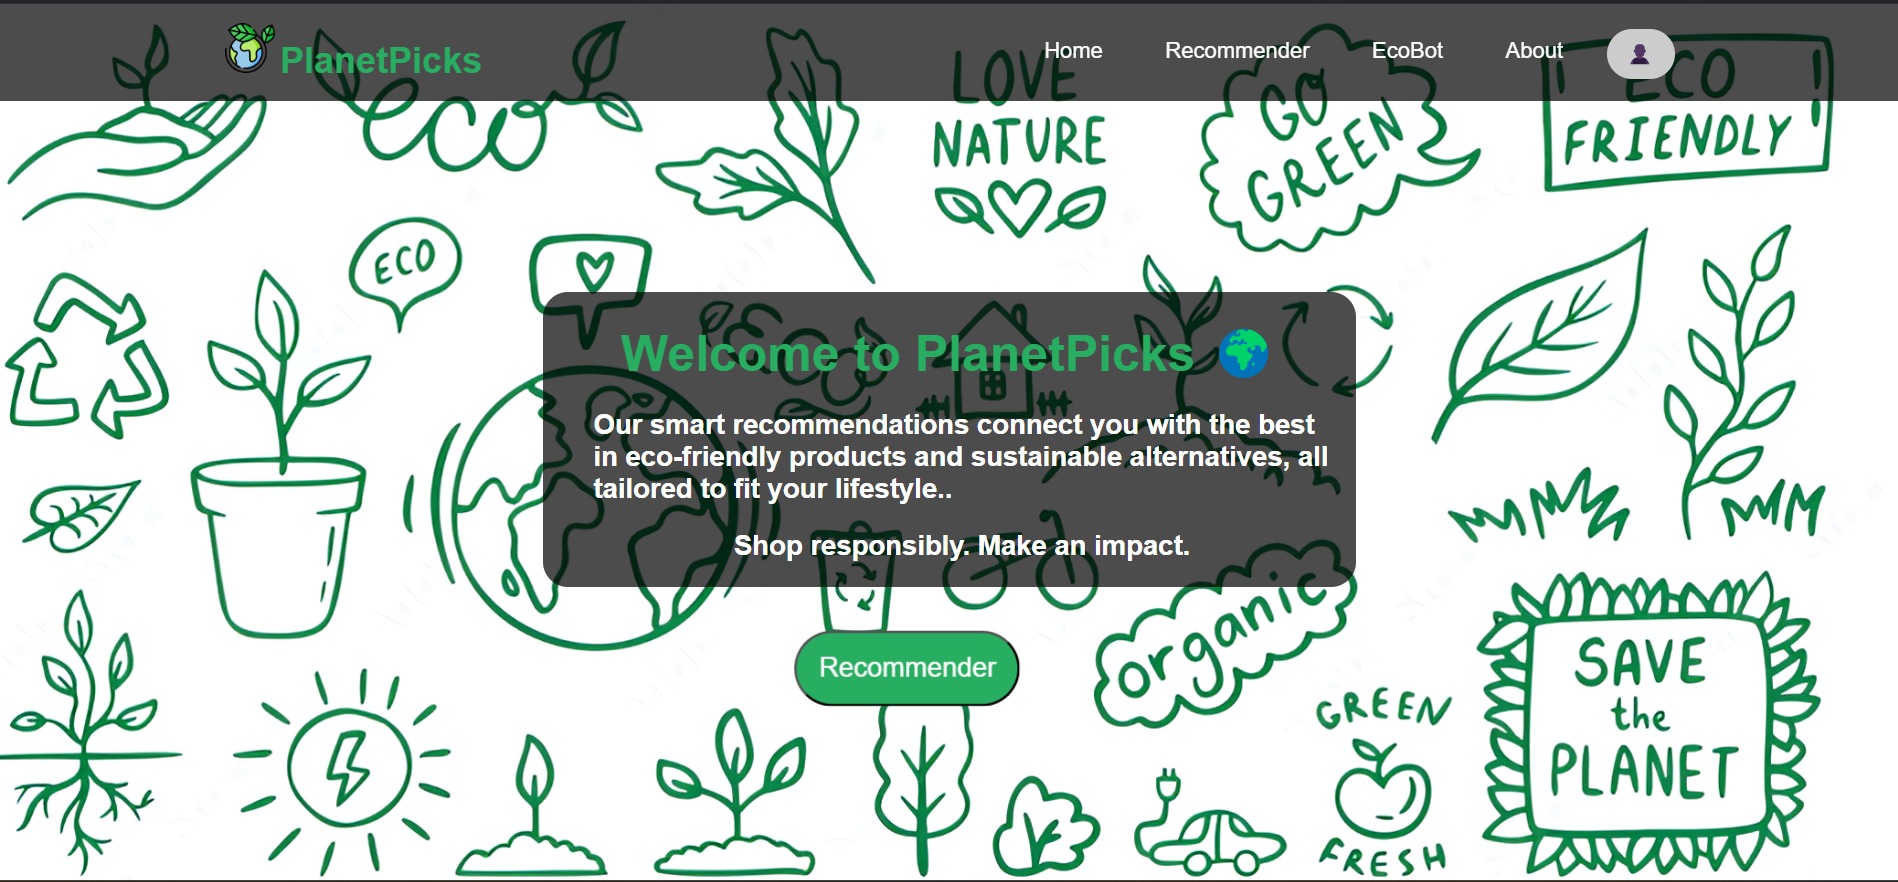 PlanetPicks
Home
Recommender
EcoBot
About
eco
LOVE
NATURE
GO
GREEN
ECO
FRIENDLY
ECO
Welcome to PlanetPicks 🌍
Our smart recommendations connect you with the best
in eco-friendly products and sustainable alternatives, all
tailored to fit your lifestyle..
Shop responsibly. Make an impact.
Recommender
organic
GREEN
FRESH
SAVE
the
PLANET